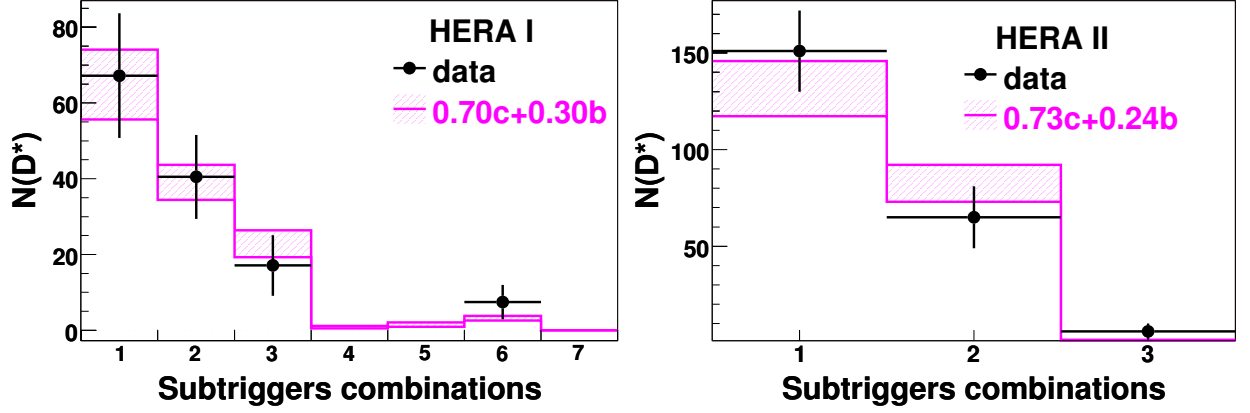 HERA I
data
0.70c+0.30b
N(D*)
80
60
40
20
0
1 2 3 4 5 6 7
Subtriggers combinations
HERA II
data
0.73c+0.24b
N(D*)
150
100
50
1 2 3
Subtriggers combinations